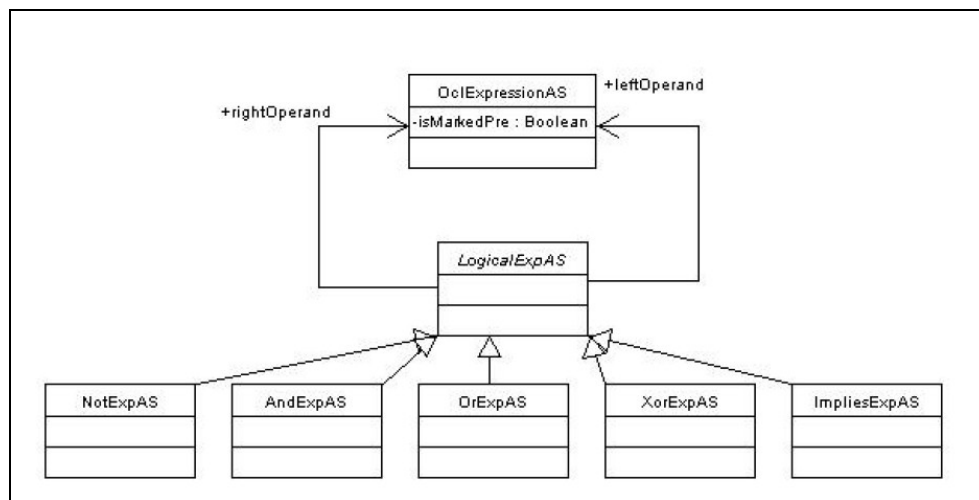 OclExpressionAS
+leftOperand
+rightOperand
-isMarkedPre : Boolean
LogicalExpAS
NotExpAS
AndExpAS
OrExpAS
XorExpAS
ImpliesExpAS